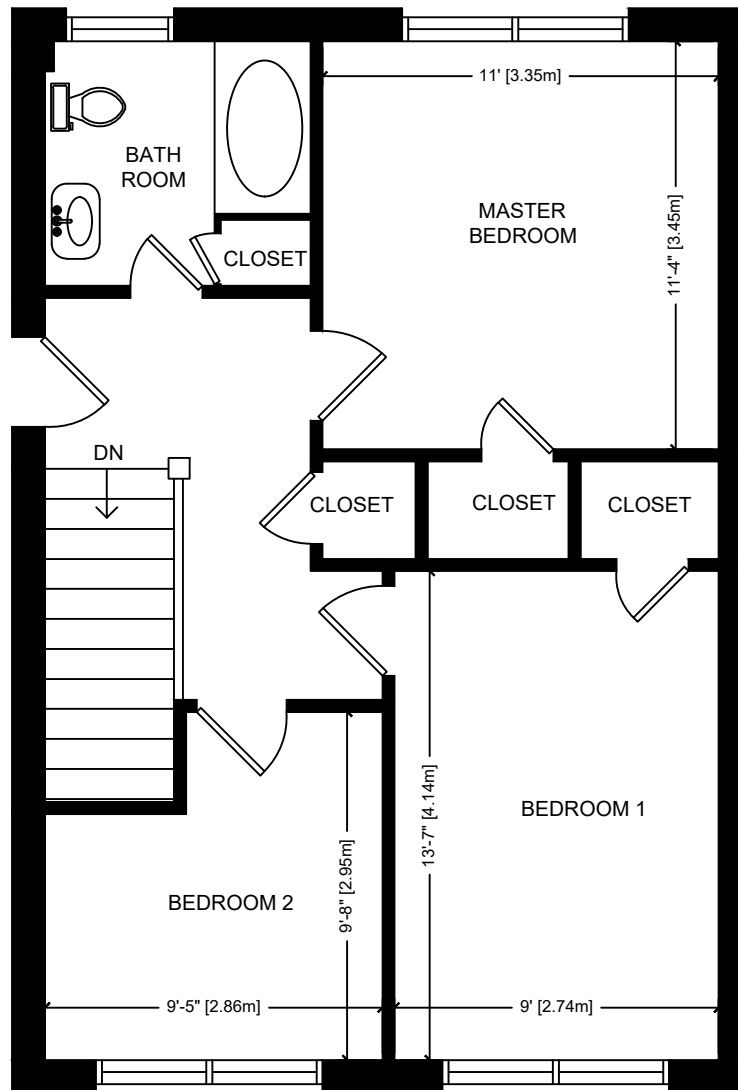 11' [3.35m]
BATH
ROOM
MASTER
BEDROOM
11'-4" [3.45m]
CLOSET
DN
CLOSET
CLOSET
CLOSET
13'-7" [4.14m]
BEDROOM 1
9'-8" [2.95m]
BEDROOM 2
9'-5" [2.86m]
9' [2.74m]